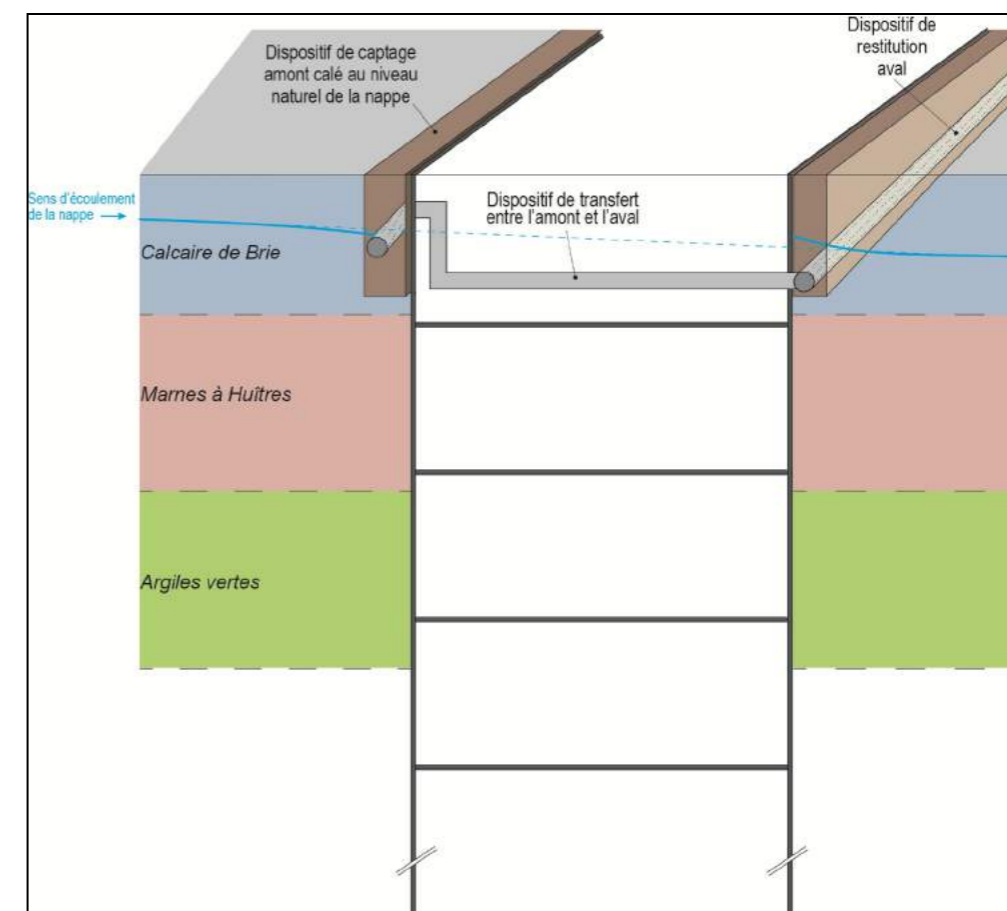 Dispositif de captage
amont calé au niveau
naturel de la nappe
Dispositif de
restitution
aval
Sens d'écoulement
de la nappe
Dispositif de transfert
entre l'amont et l'aval
Calcaire de Brie
Marnes à Huîtres
Argiles vertes